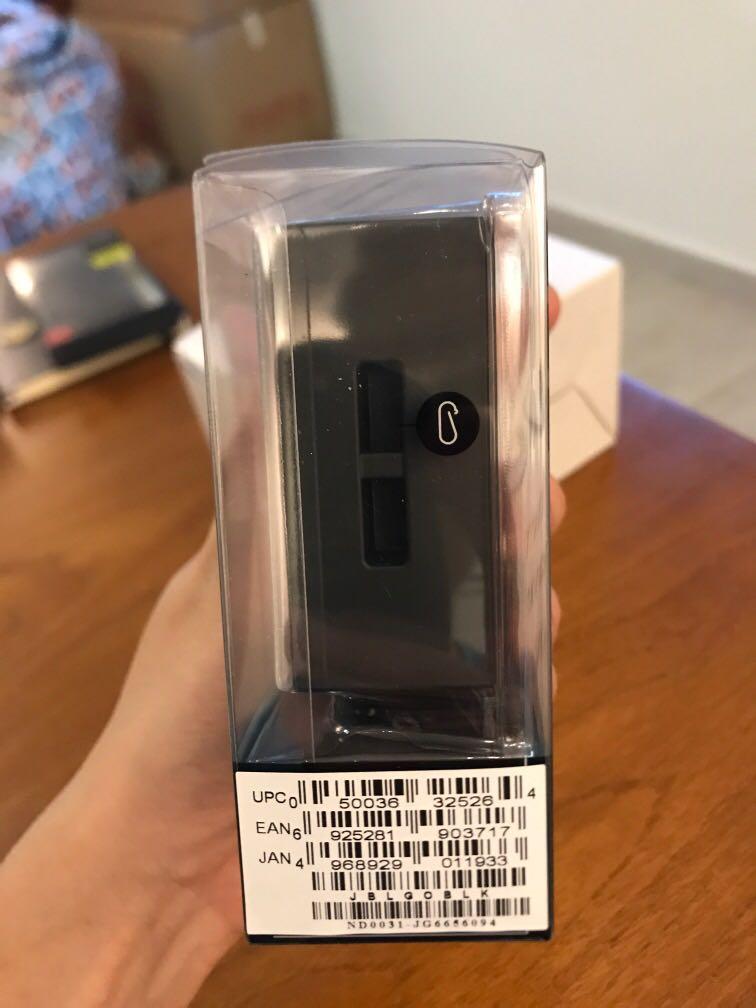 UPC 0 50036 32526 4
EAN 6 925281 903717
JAN 4 968929 011933
JBLGOBLK
ND0031-JG6656094